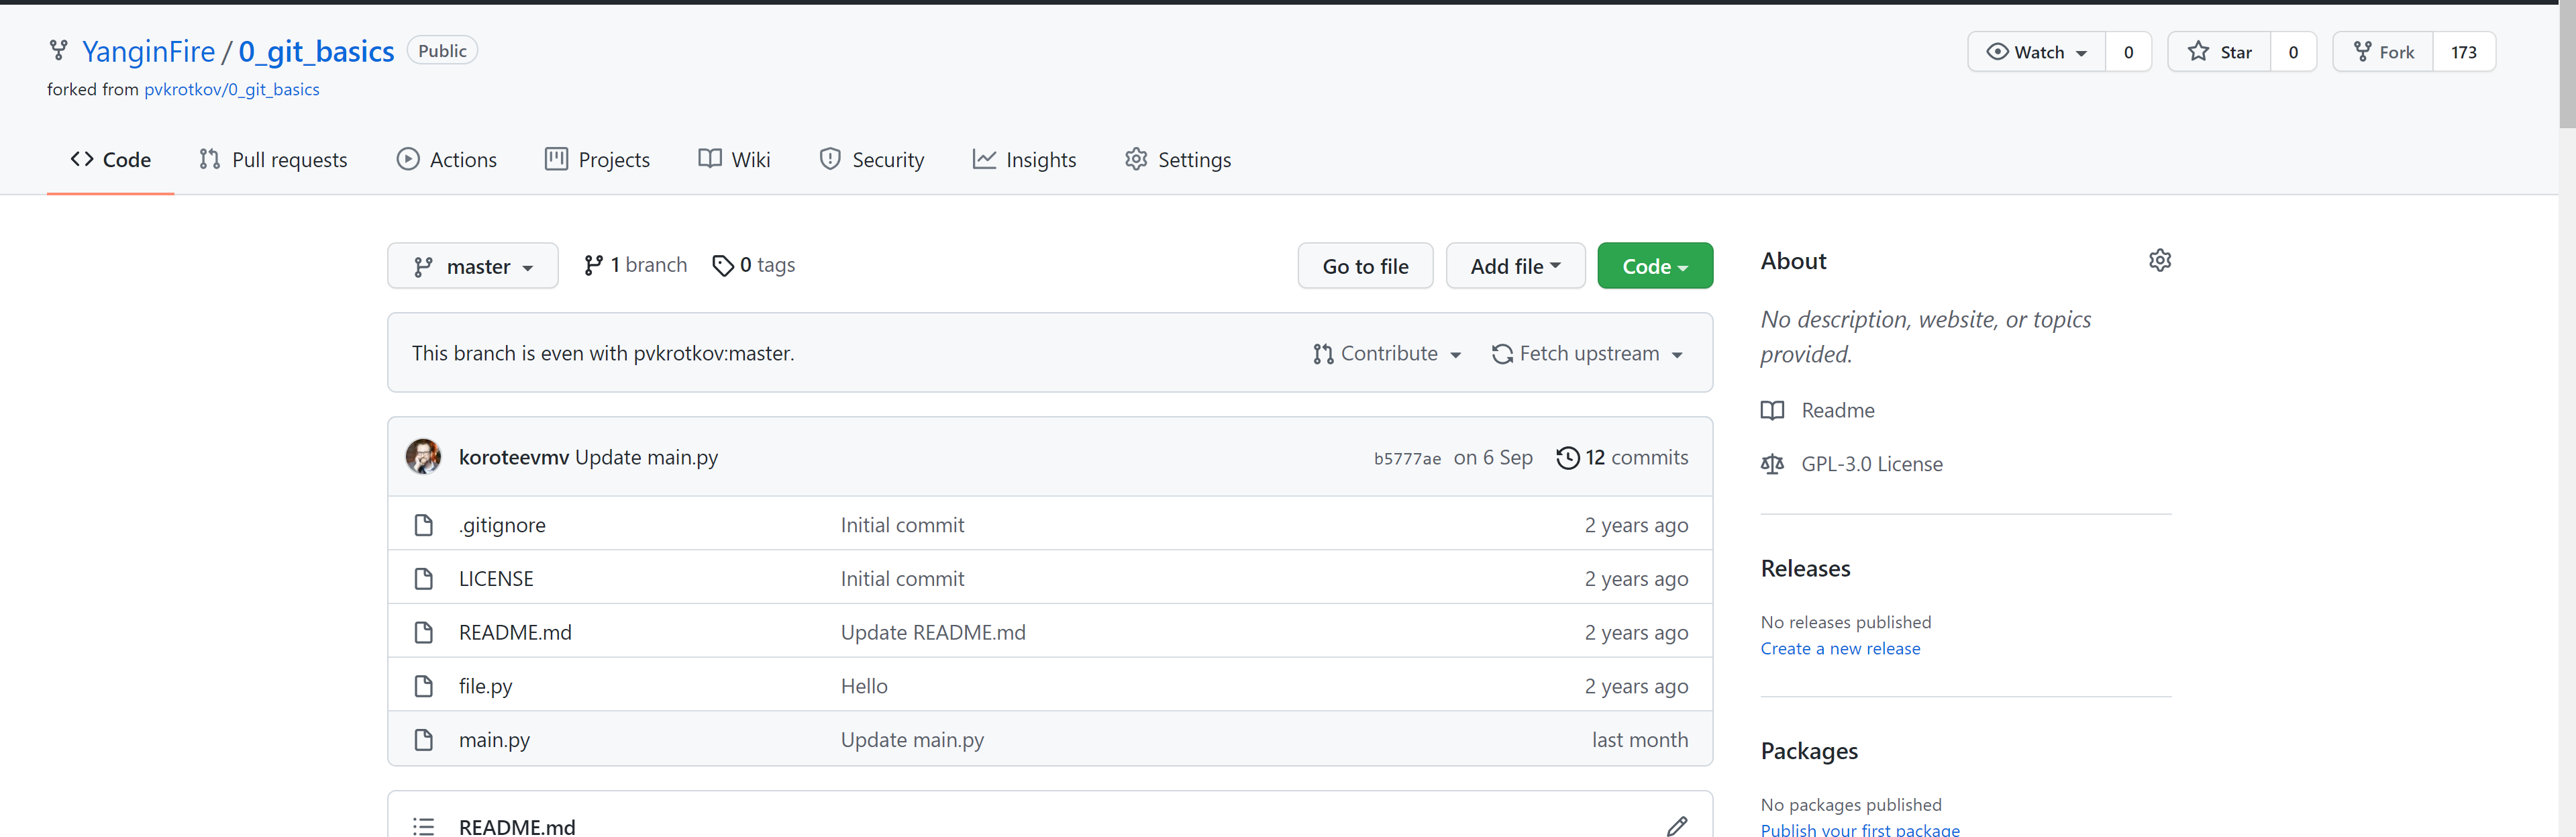 YanginFire / 0_git_basics Public Watch 0 Star 0 Fork 173
forked from pvkrotkov/0_git_basics
Code Pull requests Actions Projects Wiki Security Insights Settings
master 1 branch 0 tags Go to file Add file Code
This branch is even with pvkrotkov:master. Contribute Fetch upstream
koroteevmv Update main.py b5777ae on 6 Sep 12 commits
.gitignore Initial commit 2 years ago
LICENSE Initial commit 2 years ago
README.md Update README.md 2 years ago
file.py Hello 2 years ago
main.py Update main.py last month
README.md
About
No description, website, or topics
provided.
Readme
GPL-3.0 License
Releases
No releases published
Create a new release
Packages
No packages published
Publish your first package